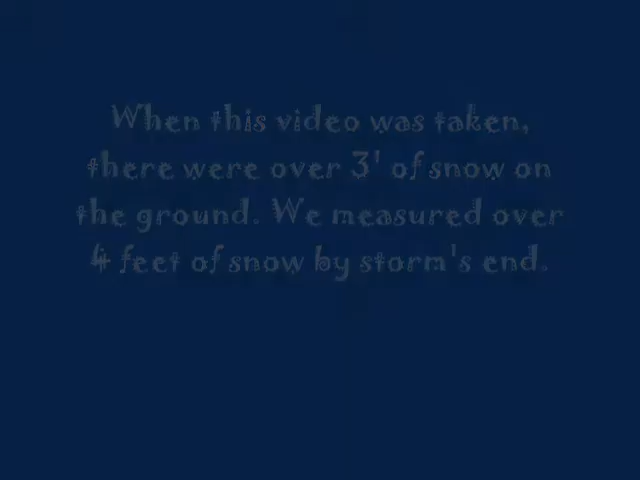 When this video was taken,
there were over 3' of snow on
the ground. We measured over
4 feet of snow by storm's end.